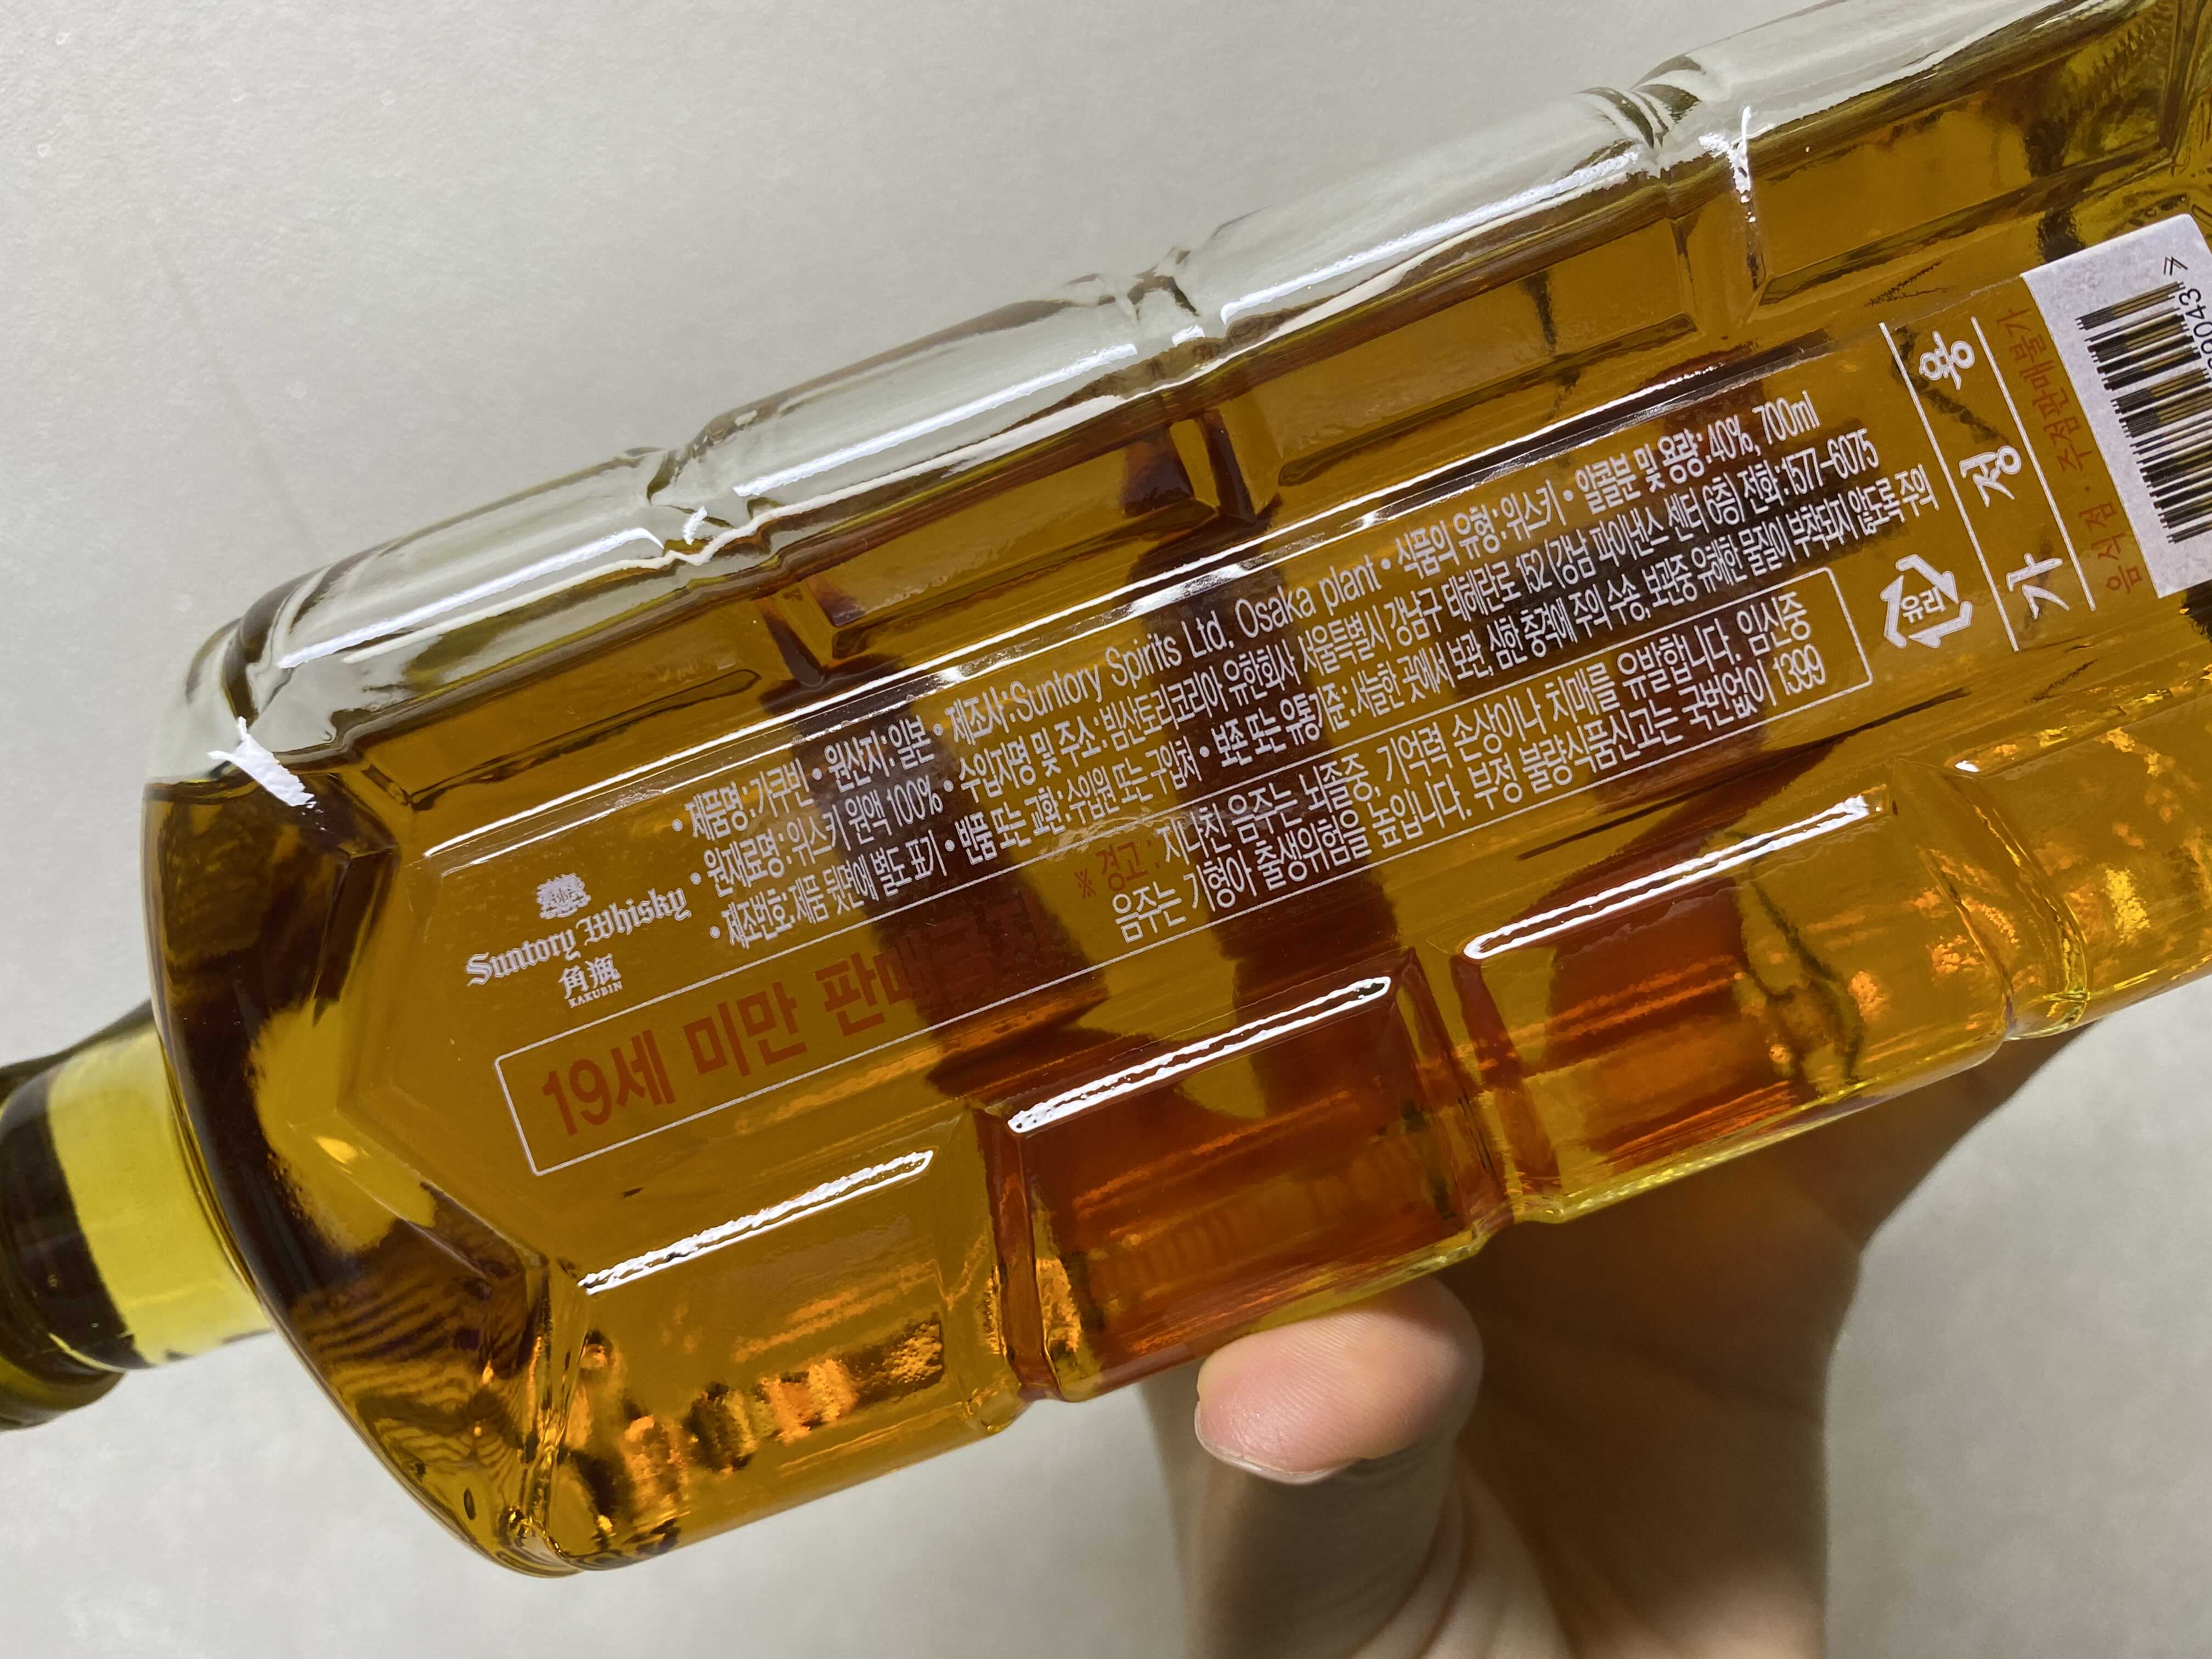 Suntory Whisky
角瓶
KAKUBIN
• 제품명 : 가쿠빈 • 원산지 : 일본 • 제조사 : Suntory Spirits Ltd. Osaka plant • 식품의 유형 : 위스키 • 알콜분 및 용량 : 40%, 700ml
• 원재료명 : 위스키 원액 100% • 수입자명 및 주소 : 빔산토리코리아 유한회사 서울특별시 강남구 테헤란로 152 (강남 파이낸스 센터 6층) 전화 : 1577-6075
• 제조번호: 제품 뒷면에 별도 표기 • 반품 또는 교환 : 수입원 또는 구입처 • 보존 또는 유통기준 : 서늘한 곳에서 보관, 심한 충격에 주의 수송, 보관중 유해한 물질이 부착되지 않도록 주의
19세 미만 판매금지
※ 경고 : 지나친 음주는 뇌졸중, 기억력 손상이나 치매를 유발합니다. 임신중
음주는 기형아 출생위험을 높입니다. 부정 불량식품신고는 국번없이 1399
유리
가정용
음식점 · 주점판매불가